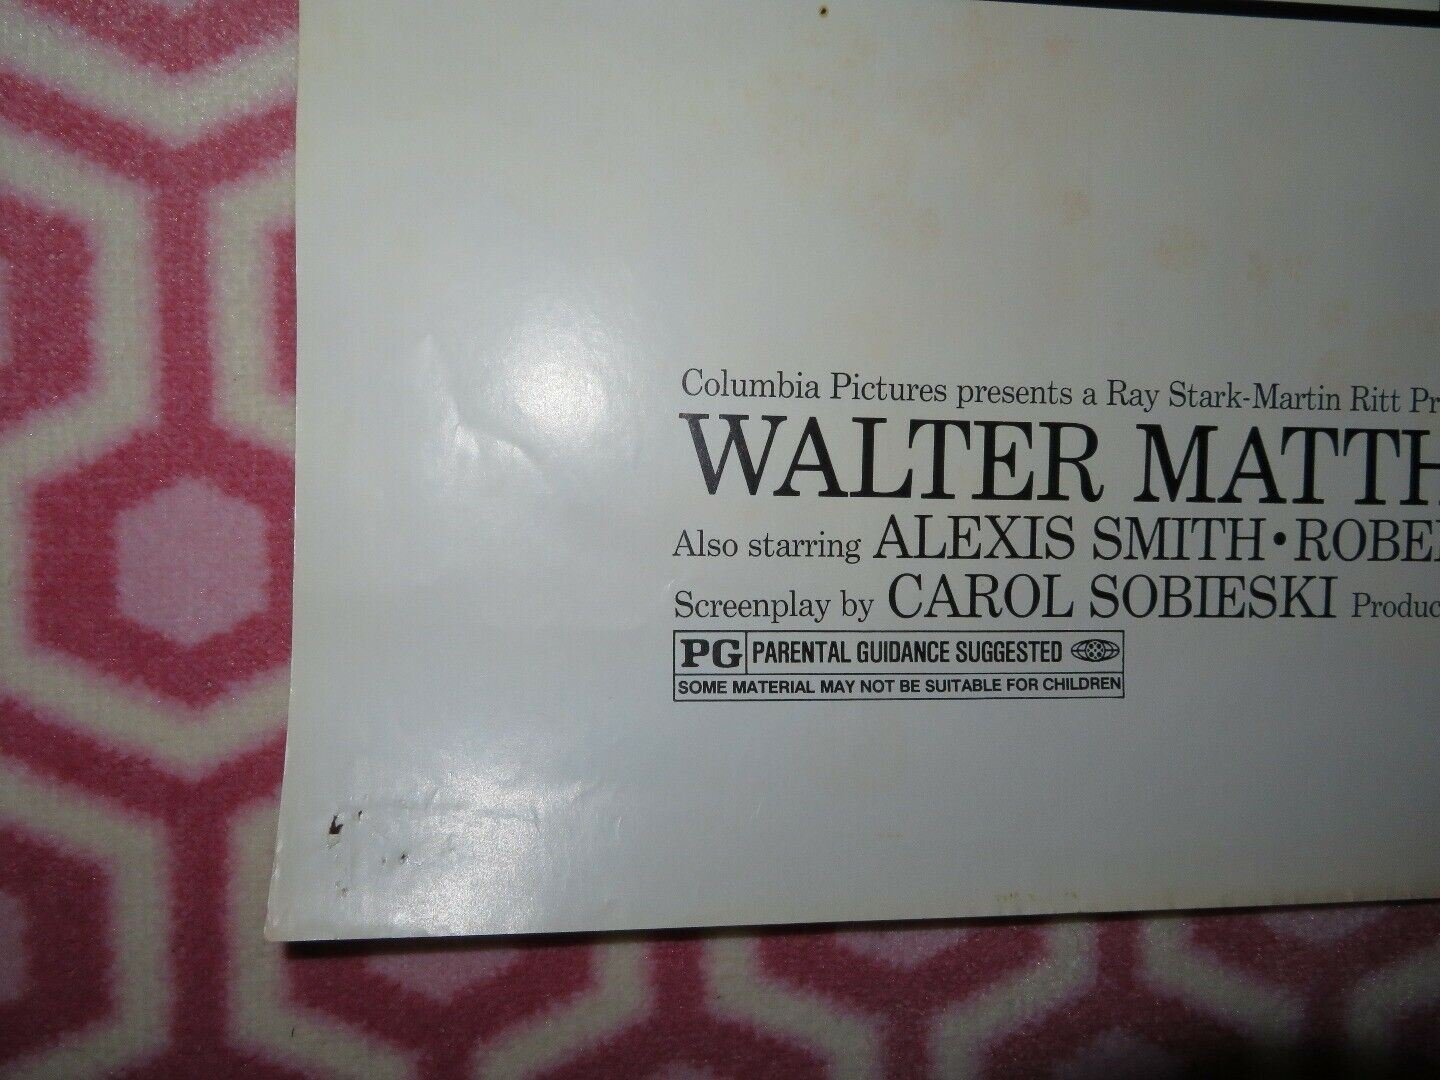 Columbia Pictures presents a Ray Stark-Martin Ritt
WALTER
Also starring ALEXIS SMITH •
Screenplay by CAROL SOBIESKI
PG PARENTAL GUIDANCE SUGGESTED
SOME MATERIAL MAY NOT BE SUITABLE FOR CHILDREN